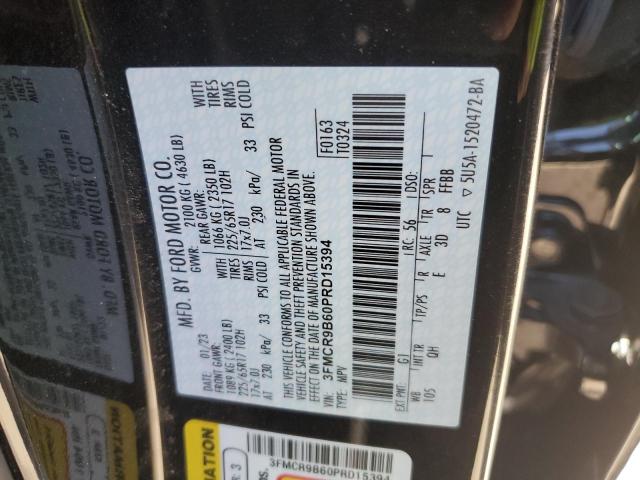 MFD. BY FORD MOTOR CO.
DATE: 01/23 GVWR: 2100 KG ( 4630 LB)
FRONT GAWR: REAR GAWR:
1089 KG ( 2400 LB) WITH 1066 KG ( 2350 LB) WITH
225/65R17 102H TIRES 225/65R17 102H TIRES
17x7.0J RIMS 17x7.0J RIMS
AT 230 kPa/ 33 PSI COLD AT 230 kPa/ 33 PSI COLD
THIS VEHICLE CONFORMS TO ALL APPLICABLE FEDERAL MOTOR
VEHICLE SAFETY AND THEFT PREVENTION STANDARDS IN
EFFECT ON THE DATE OF MANUFACTURE SHOWN ABOVE.
VIN: 3FMCR9B60PRD15394 F0163
TYPE: MPV T0324
EXT PNT: G1 RC: 56 DSO:
WB INT TR TP/PS R AXLE TR SPR
105 QH E 3D 8 FFBB
UTC ▽ 5U5A-1520472-BA
3FMCR9B60PRD15394